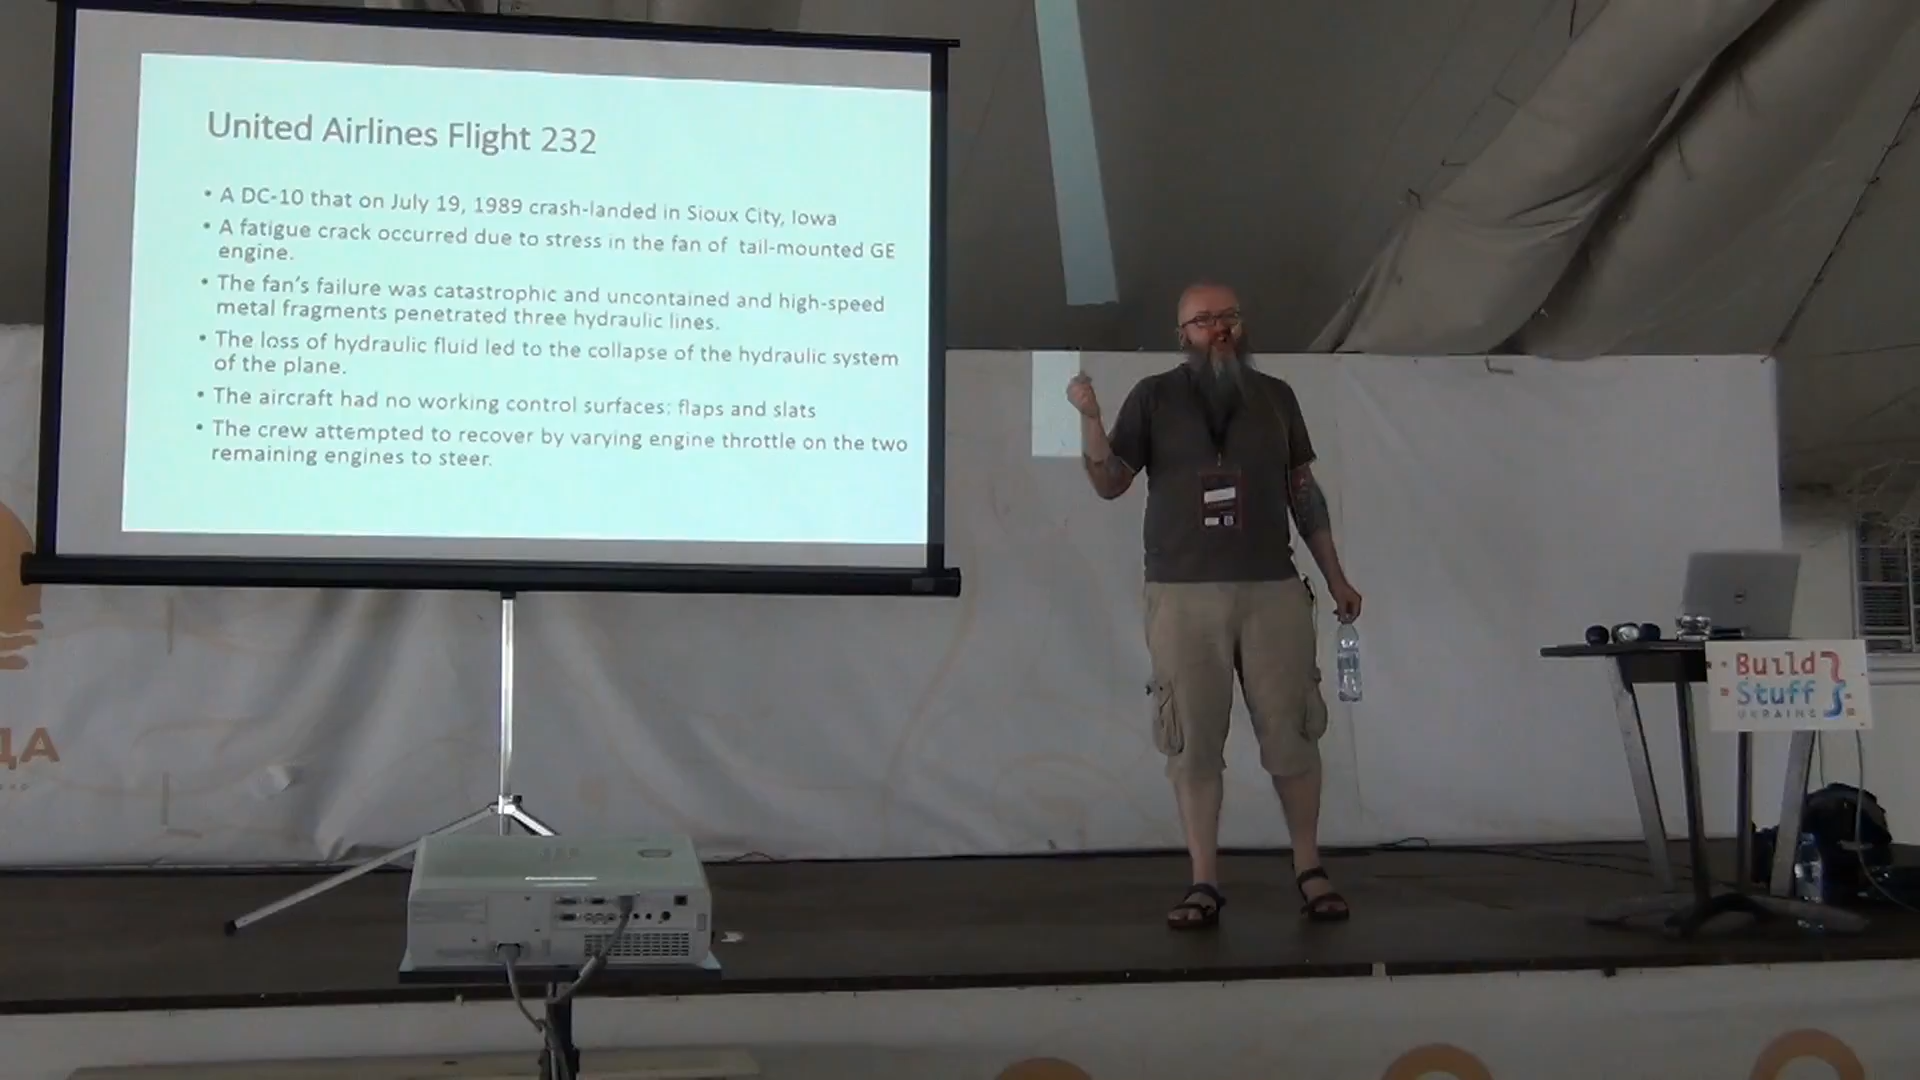 United Airlines Flight 232
• A DC-10 that on July 19, 1989 crash-landed in Sioux City, Iowa
• A fatigue crack occurred due to stress in the fan of tail-mounted GE
engine.
• The fan's failure was catastrophic and uncontained and high-speed
metal fragments penetrated three hydraulic lines.
• The loss of hydraulic fluid led to the collapse of the hydraulic system
of the plane.
• The aircraft had no working control surfaces: flaps and slats
• The crew attempted to recover by varying engine throttle on the two
remaining engines to steer.
Build
Stuff
UKRAINE
ДА